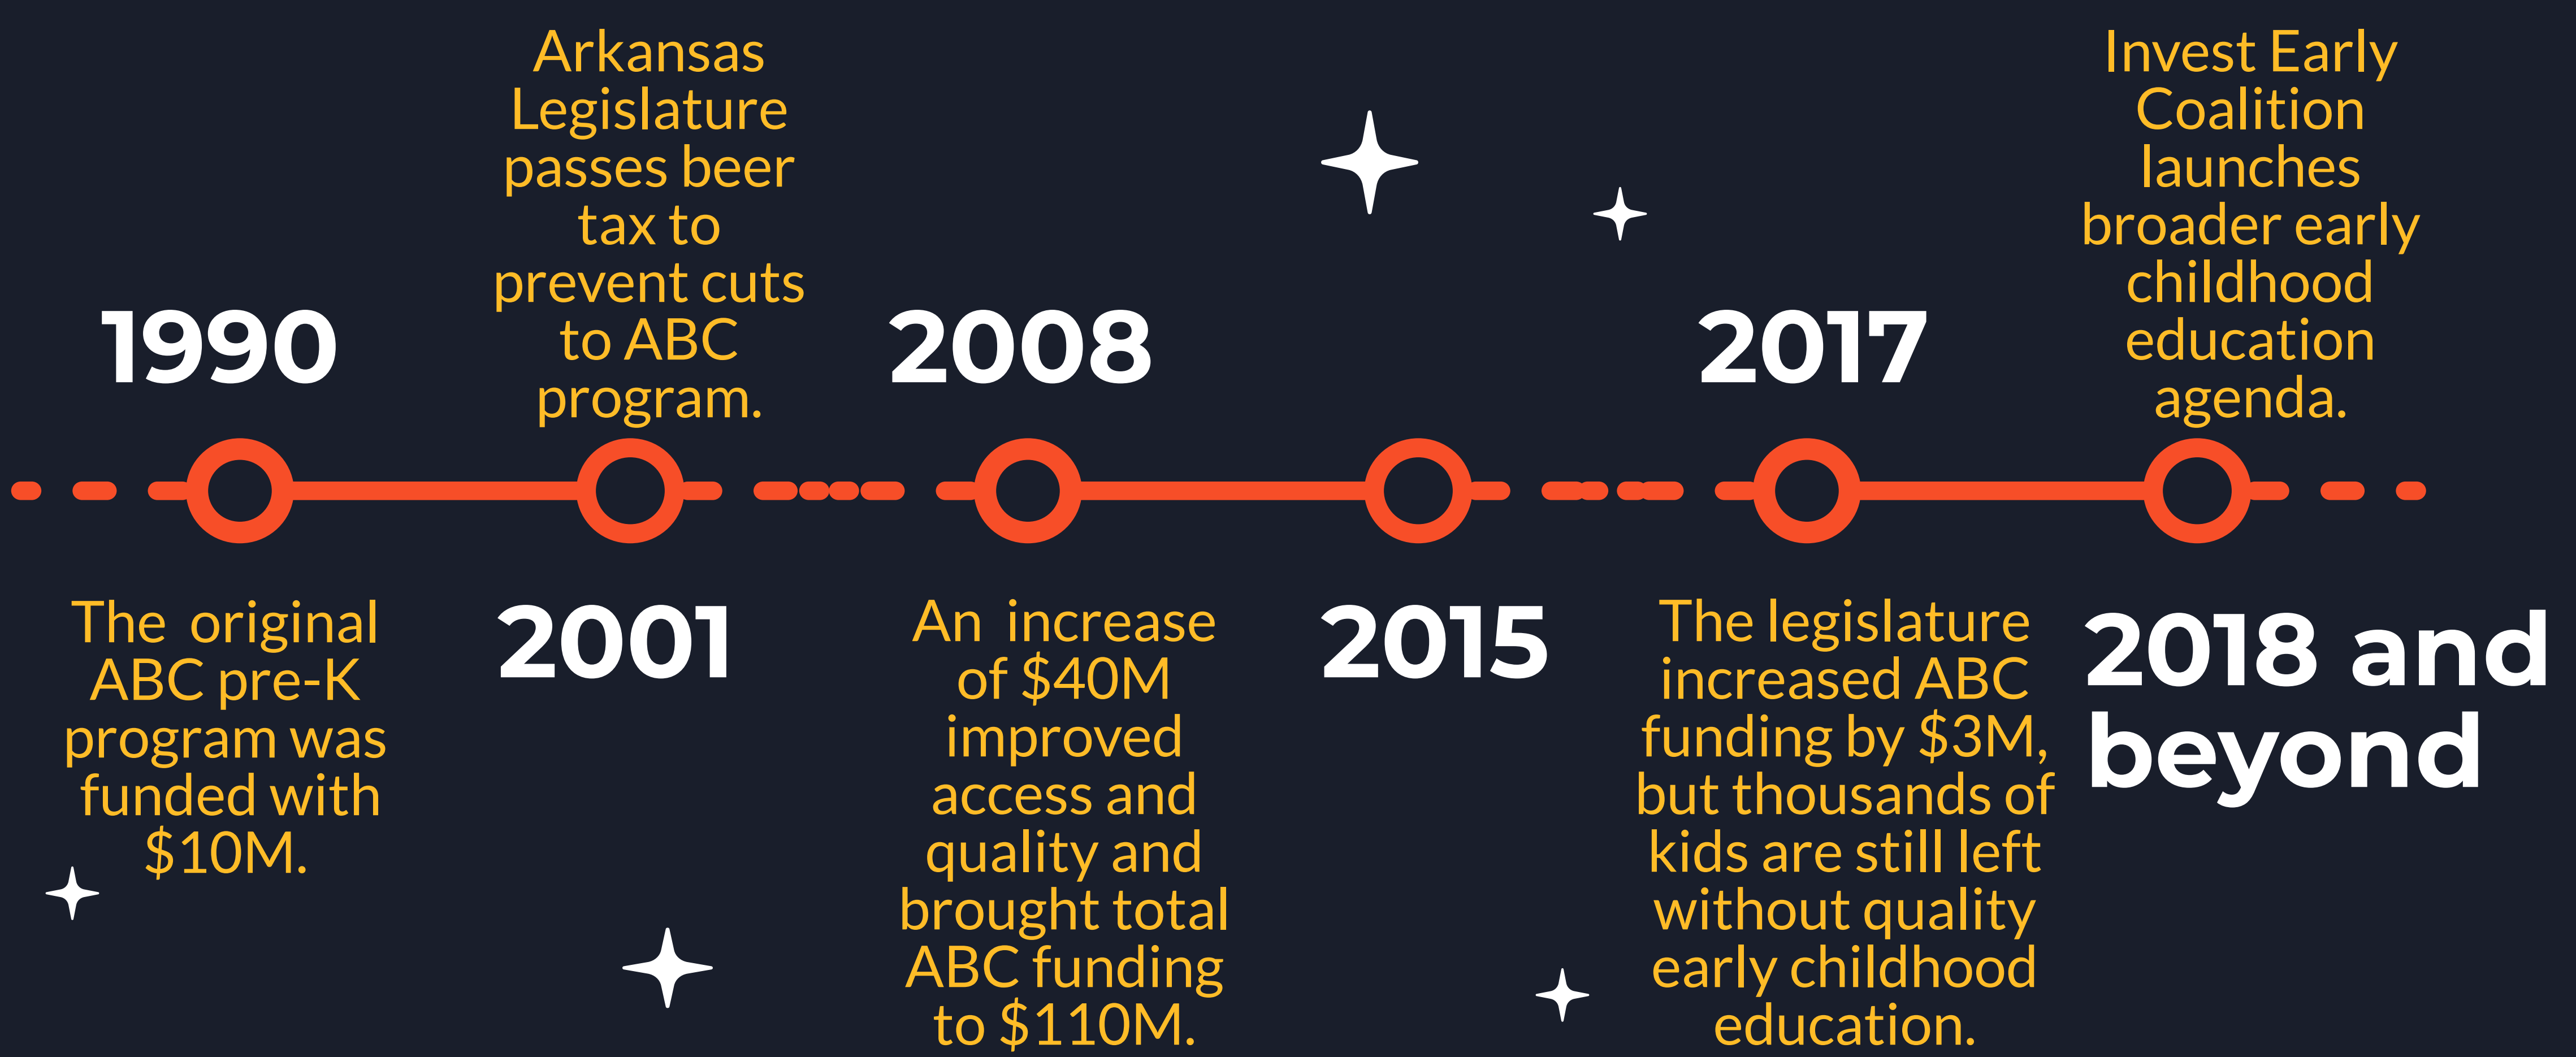 1990
The original
ABC pre-K
program was
funded with
$10M.
Arkansas
Legislature
passes beer
tax to
prevent cuts
to ABC
program.
2001
2008
An increase
of $40M
improved
access and
quality and
brought total
ABC funding
to $110M.
2015
2017
The legislature
increased ABC
funding by $3M,
but thousands of
kids are still left
without quality
early childhood
education.
Invest Early
Coalition
launches
broader early
childhood
education
agenda.
2018 and
beyond